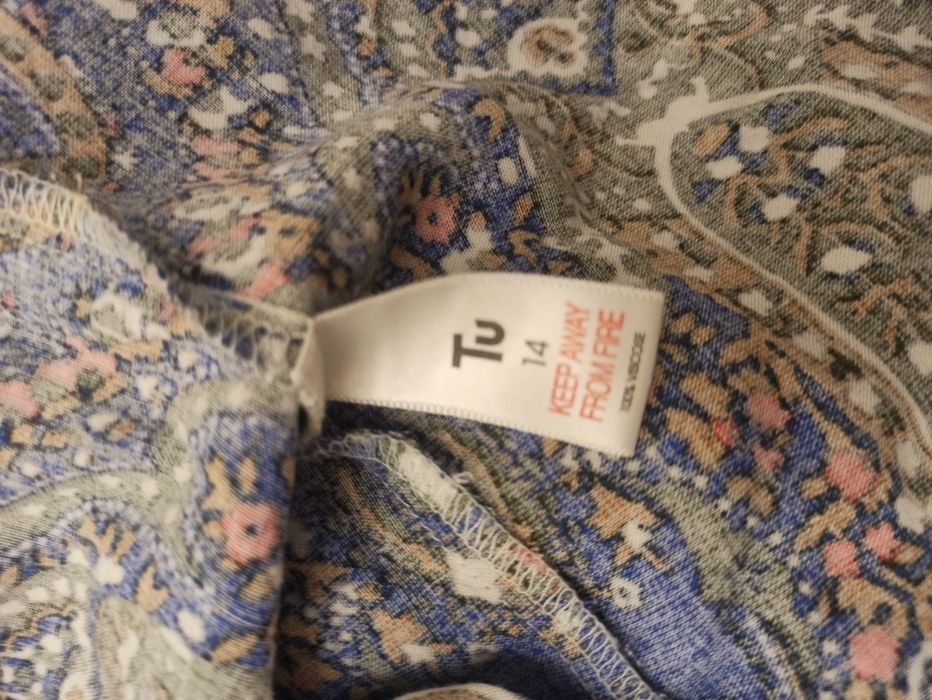 Tu
14
KEEP AWAY
FROM FIRE
100% VISCOSE